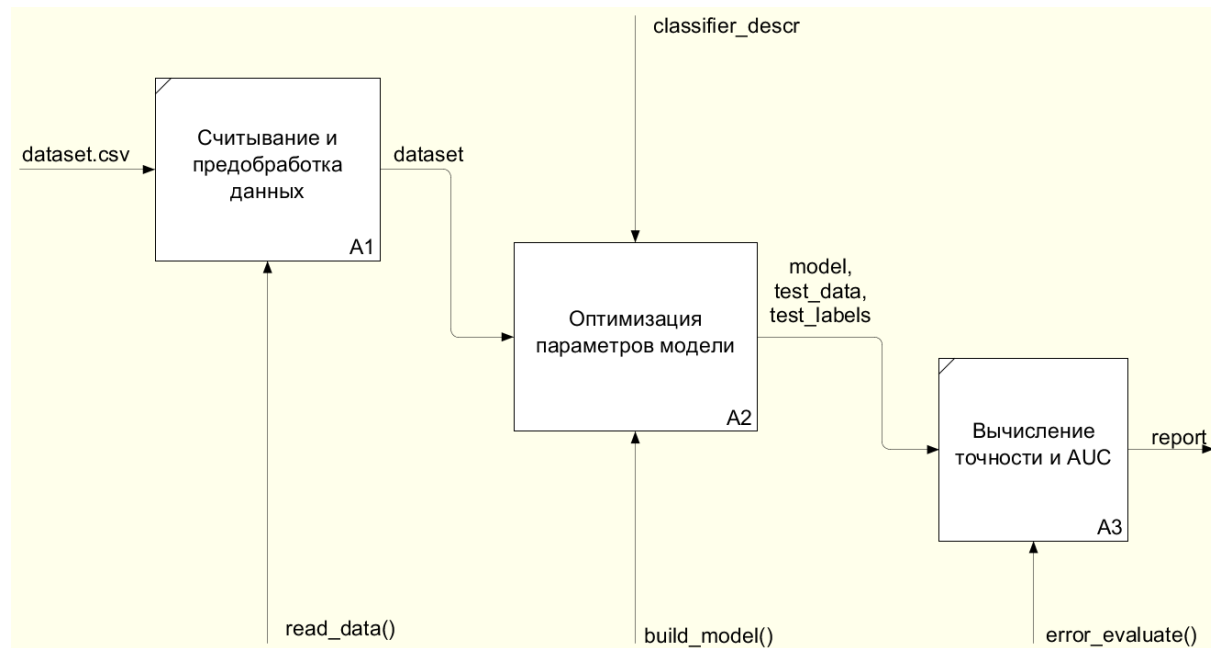 classifier_descr
dataset.csv
Считывание и
предобработка
данных
A1
dataset
Оптимизация
параметров модели
A2
model,
test_data,
test_labels
Вычисление
точности и AUC
A3
report
read_data()
build_model()
error_evaluate()